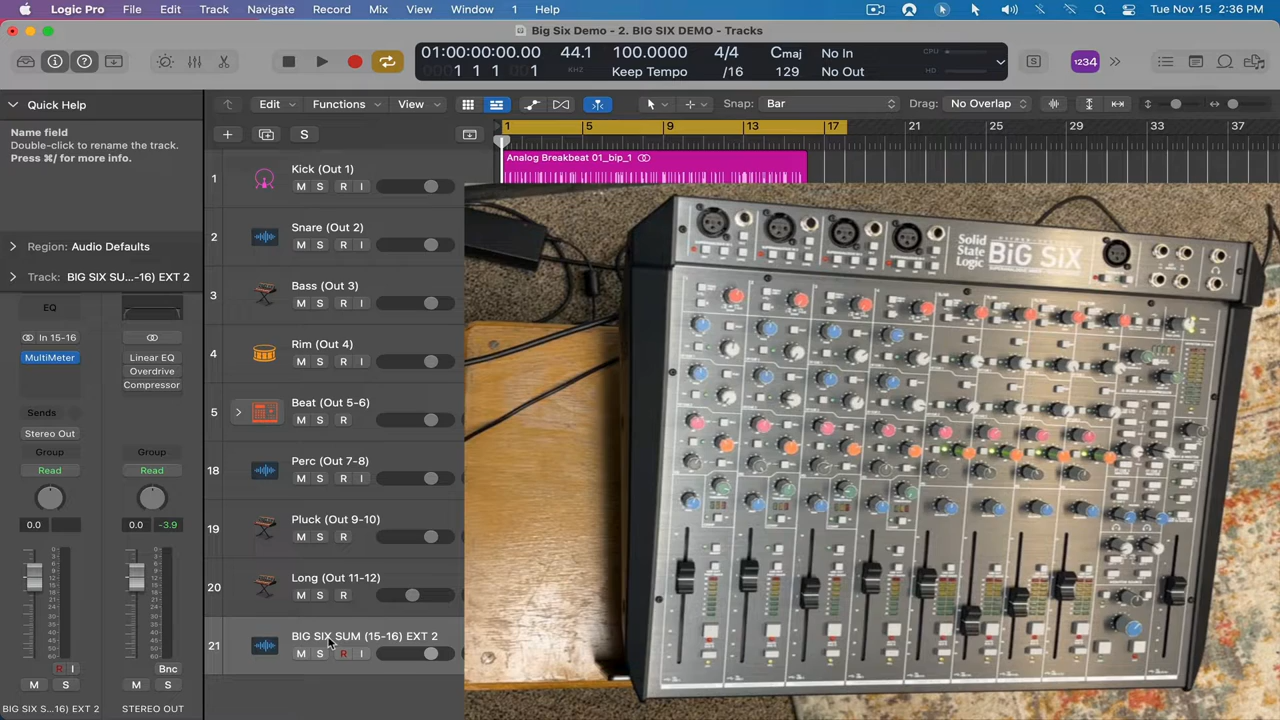 Logic Pro File Edit Track Navigate Record Mix View Window 1 Help Tue Nov 15 2:36 PM
Big Six Demo - 2. BIG SIX DEMO - Tracks
01:00:00:00.00 44.1 100.0000 4/4 Cmaj No In CPU
1 1 1 1 KHZ Keep Tempo /16 129 No Out HD
S 1234
Quick Help
Edit Functions View Snap: Bar Drag: No Overlap
Name field
Double-click to rename the track.
Press ⌘/ for more info.
S
1 5 9 13 17 21 25 29 33 37
Analog Breakbeat 01_bip_1
1 Kick (Out 1)
M S R I
2 Snare (Out 2)
M S R I
Region: Audio Defaults
Track: BIG SIX SU...-16) EXT 2
3 Bass (Out 3)
M S R I
EQ
In 15-16
MultiMeter Linear EQ
Overdrive
Compressor
4 Rim (Out 4)
M S R I
5 Beat (Out 5-6)
M S R
Sends
Stereo Out
Group Group
Read Read
18 Perc (Out 7-8)
M S R I
0.0 0.0 -3.9
19 Pluck (Out 9-10)
M S R
20 Long (Out 11-12)
M S R
21 BIG SIX SUM (15-16) EXT 2
M S R I
R I Bnc
M S M S
BIG SIX S...16) EXT 2 STEREO OUT
Solid State Logic
BiG SiX